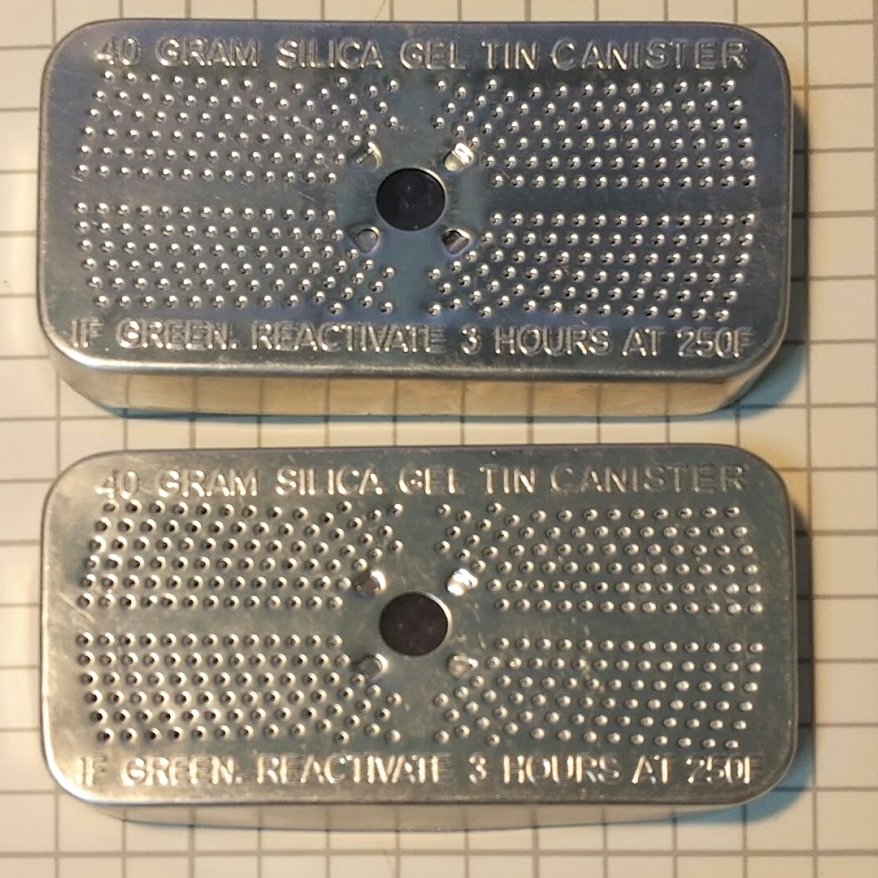 40 GRAM SILICA GEL TIN CANISTER
IF GREEN. REACTIVATE 3 HOURS AT 250F
40 GRAM SILICA GEL TIN CANISTER
IF GREEN. REACTIVATE 3 HOURS AT 250F